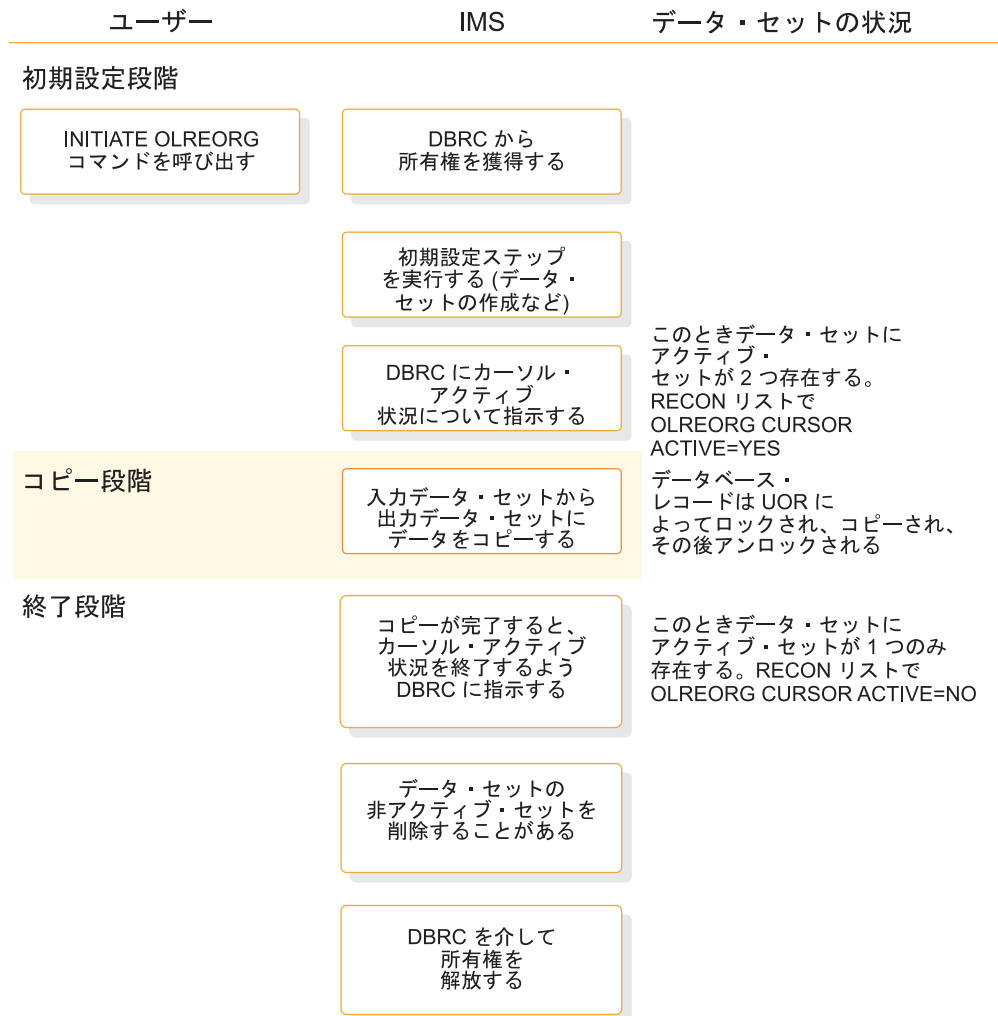 ユーザー
IMS
データ・セットの状況
初期設定段階
INITIATE OLREORG
コマンドを呼び出す
DBRC から
所有権を獲得する
初期設定ステップ
を実行する (データ・
セットの作成など)
DBRC にカーソル・
アクティブ
状況について指示する
このときデータ・セットに
アクティブ・
セットが 2 つ存在する。
RECON リストで
OLREORG CURSOR
ACTIVE=YES
コピー段階
入力データ・セットから
出力データ・セットに
データをコピーする
データベース・
レコードは UOR に
よってロックされ、コピーされ、
その後アンロックされる
終了段階
コピーが完了すると、
カーソル・アクティブ
状況を終了するよう
DBRC に指示する
このときデータ・セットに
アクティブ・セットが 1 つのみ
存在する。RECON リストで
OLREORG CURSOR ACTIVE=NO
データ・セットの
非アクティブ・セットを
削除することがある
DBRC を介して
所有権を
解放する